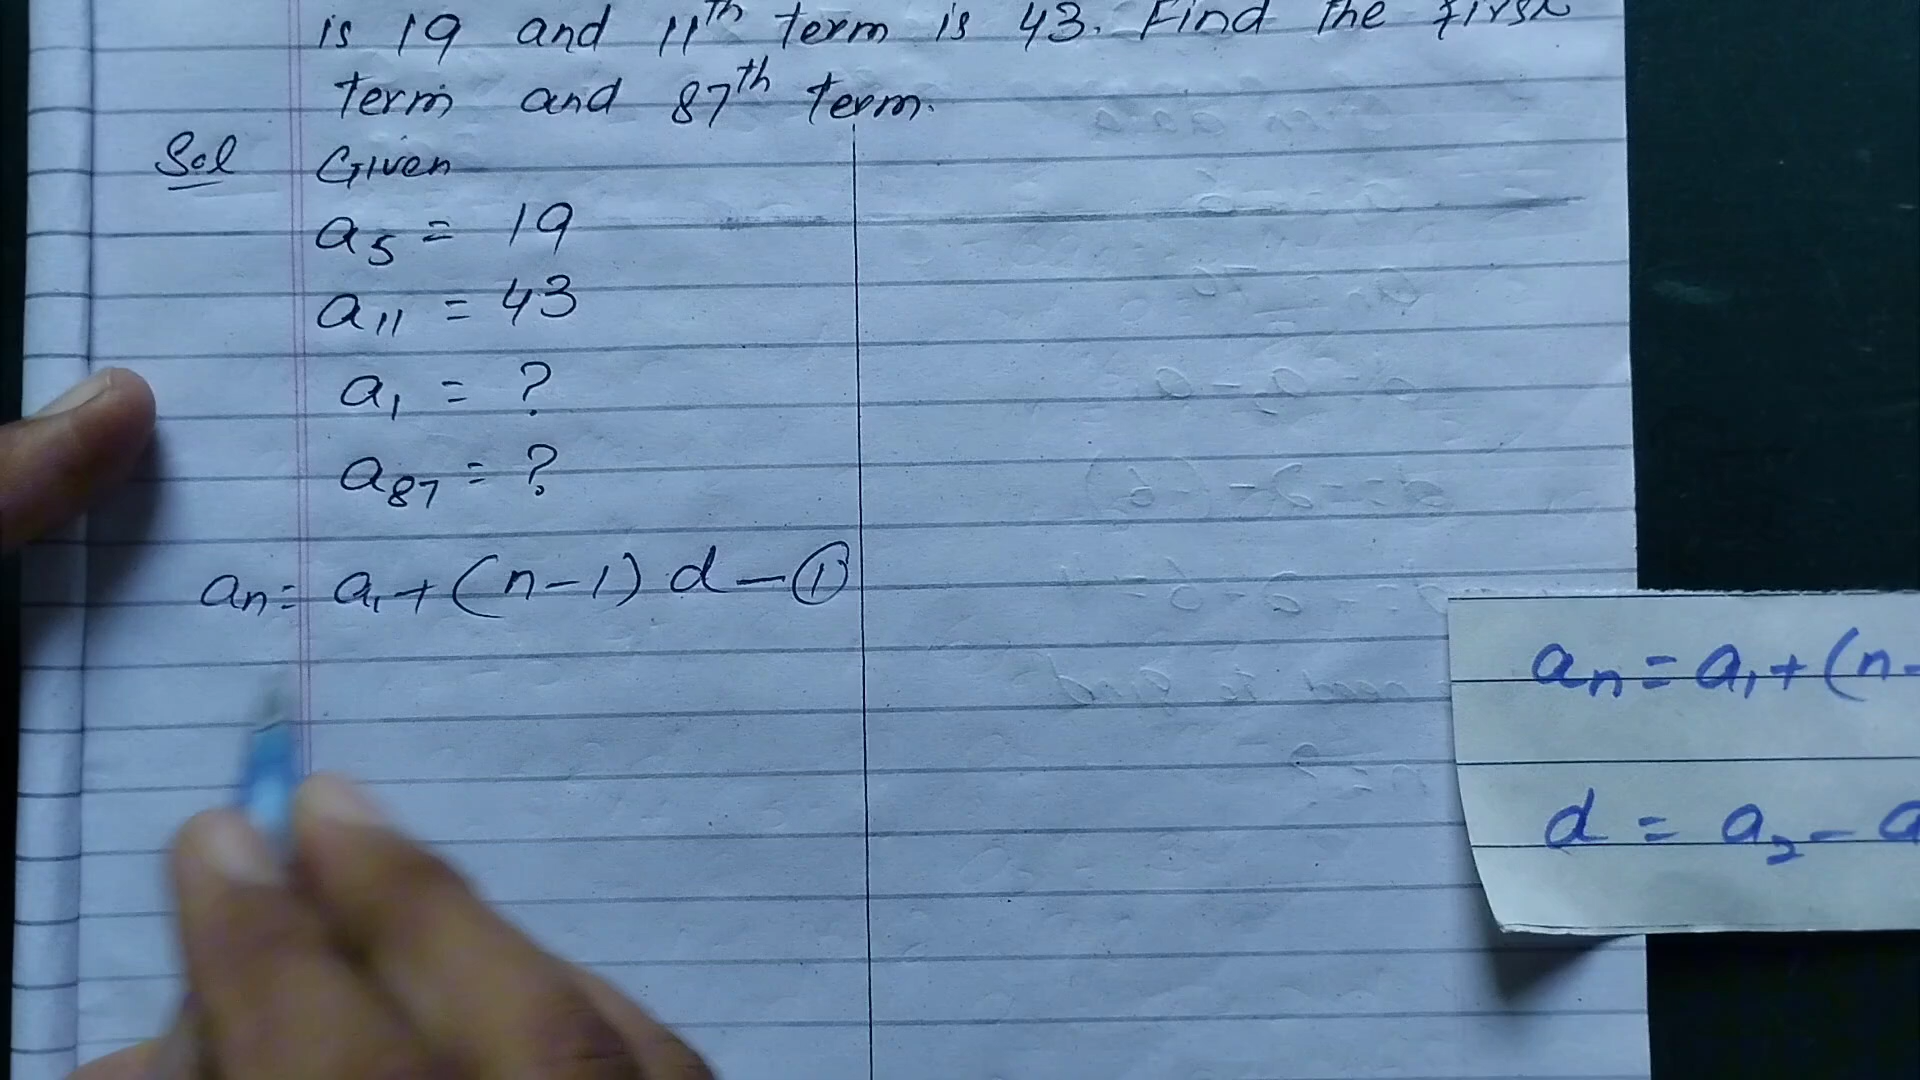 is 19 and 11th term is 43. Find the first
term and 87th term.
Sol Given
a5 = 19
a11 = 43
a1 = ?
a87 = ?
an = a1 + (n - 1) d — ①
an = a1 + (n -
d = a2 - a